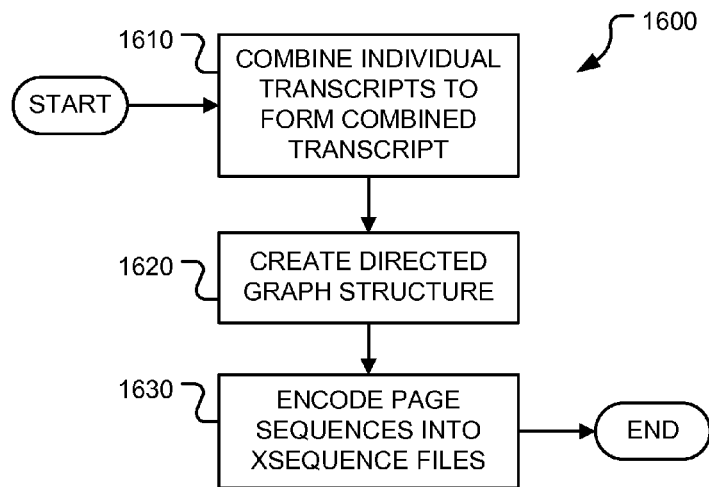 1600
1610
START
COMBINE INDIVIDUAL
TRANSCRIPTS TO
FORM COMBINED
TRANSCRIPT
1620
CREATE DIRECTED
GRAPH STRUCTURE
1630
ENCODE PAGE
SEQUENCES INTO
XSEQUENCE FILES
END